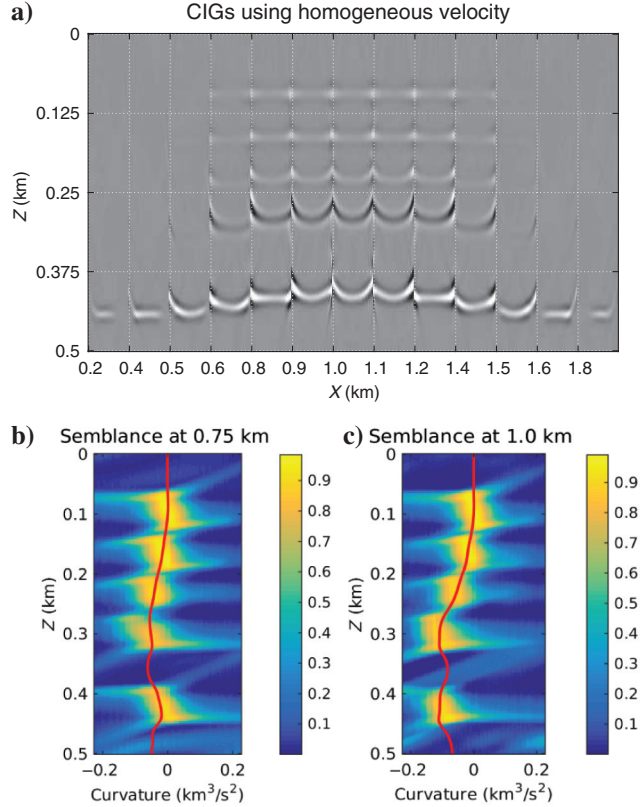 a) CIGs using homogeneous velocity
0
0.125
0.25
0.375
0.5
Z (km)
0.2 0.4 0.5 0.6 0.7 0.8 0.9 1.0 1.1 1.2 1.3 1.4 1.5 1.6 1.8
X (km)
b) Semblance at 0.75 km
0
0.1
0.2
0.3
0.4
0.5
Z (km)
−0.2 0 0.2
Curvature (km³/s²)
0.9
0.8
0.7
0.6
0.5
0.4
0.3
0.2
0.1
c) Semblance at 1.0 km
0
0.1
0.2
0.3
0.4
0.5
Z (km)
−0.2 0 0.2
Curvature (km³/s²)
0.9
0.8
0.7
0.6
0.5
0.4
0.3
0.2
0.1